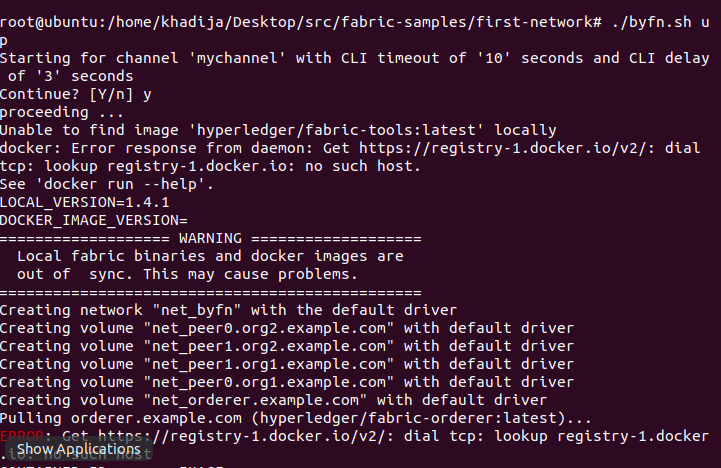 root@ubuntu:/home/khadija/Desktop/src/fabric-samples/first-network# ./byfn.sh u
p
Starting for channel 'mychannel' with CLI timeout of '10' seconds and CLI delay
 of '3' seconds
Continue? [Y/n] y
proceeding ...
Unable to find image 'hyperledger/fabric-tools:latest' locally
docker: Error response from daemon: Get https://registry-1.docker.io/v2/: dial
tcp: lookup registry-1.docker.io: no such host.
See 'docker run --help'.
LOCAL_VERSION=1.4.1
DOCKER_IMAGE_VERSION=
=================== WARNING ===================
  Local fabric binaries and docker images are
  out of  sync. This may cause problems.
===============================================
Creating network "net_byfn" with the default driver
Creating volume "net_peer0.org2.example.com" with default driver
Creating volume "net_peer1.org2.example.com" with default driver
Creating volume "net_peer1.org1.example.com" with default driver
Creating volume "net_peer0.org1.example.com" with default driver
Creating volume "net_orderer.example.com" with default driver
Pulling orderer.example.com (hyperledger/fabric-orderer:latest)...
ERROR: Get https://registry-1.docker.io/v2/: dial tcp: lookup registry-1.docker
.io: no such host
Show Applications